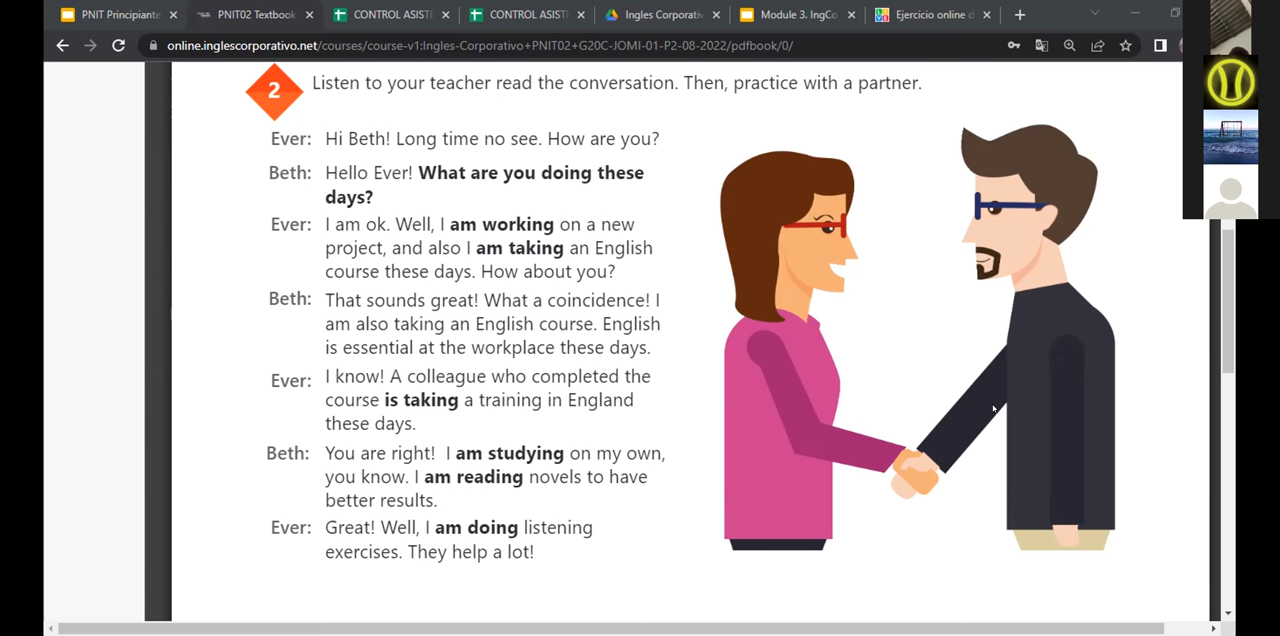 PNIT Principiante
PNIT02 Textbook
CONTROL ASIST
CONTROL ASIST
Ingles Corporativ
Module 3. IngCo
Ejercicio online d
online.inglescorporativo.net/courses/course-v1:Ingles-Corporativo+PNIT02+G20C-JOMI-01-P2-08-2022/pdfbook/0/
2 Listen to your teacher read the conversation. Then, practice with a partner.
Ever: Hi Beth! Long time no see. How are you?
Beth: Hello Ever! What are you doing these
days?
Ever: I am ok. Well, I am working on a new
project, and also I am taking an English
course these days. How about you?
Beth: That sounds great! What a coincidence! I
am also taking an English course. English
is essential at the workplace these days.
Ever: I know! A colleague who completed the
course is taking a training in England
these days.
Beth: You are right! I am studying on my own,
you know. I am reading novels to have
better results.
Ever: Great! Well, I am doing listening
exercises. They help a lot!